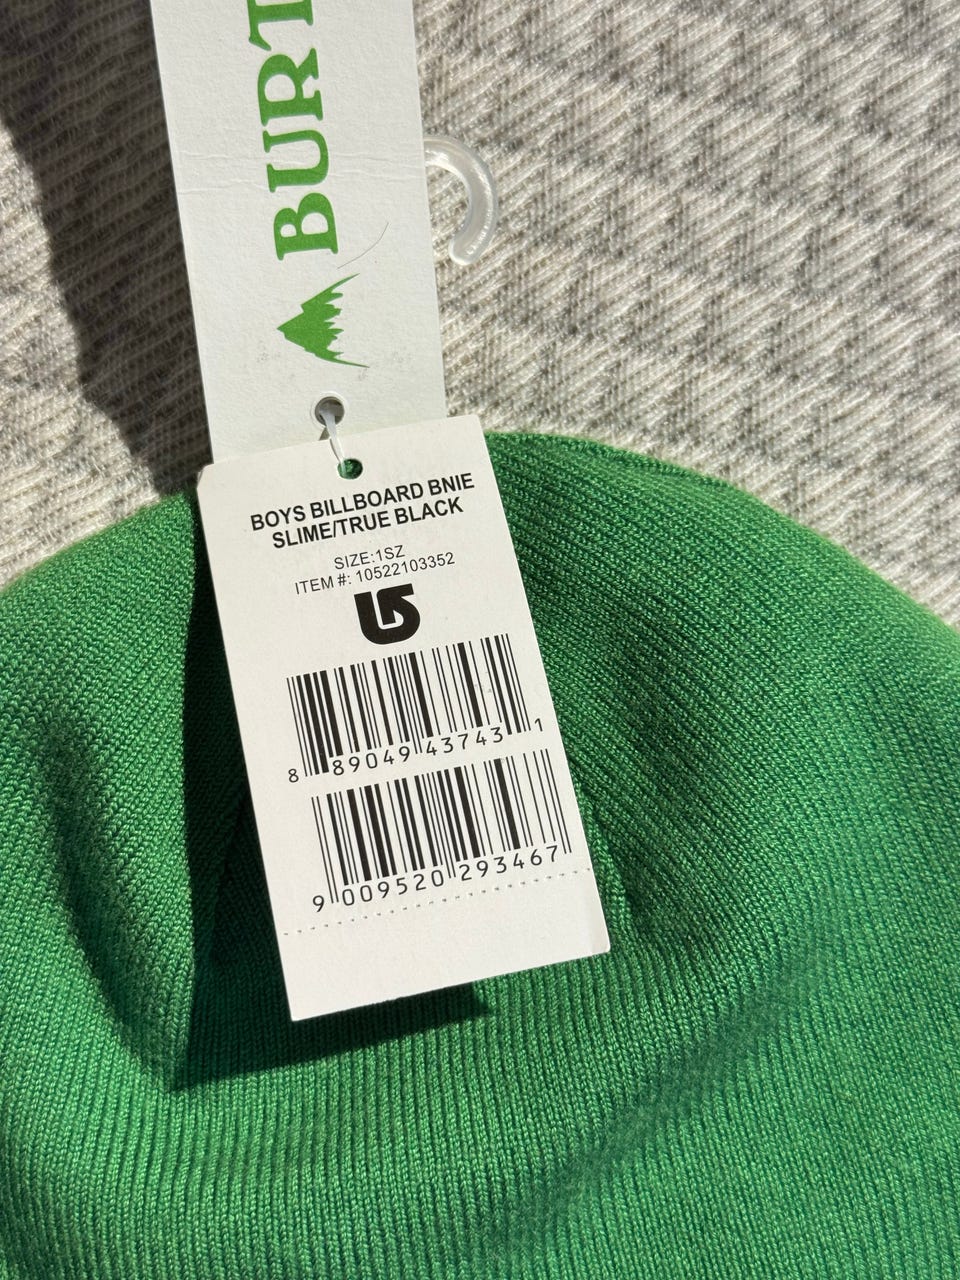 BURT
BOYS BILLBOARD BNIE
SLIME/TRUE BLACK
SIZE:1SZ
ITEM #: 10522103352
8 89049 43743 1
9 009520 293467